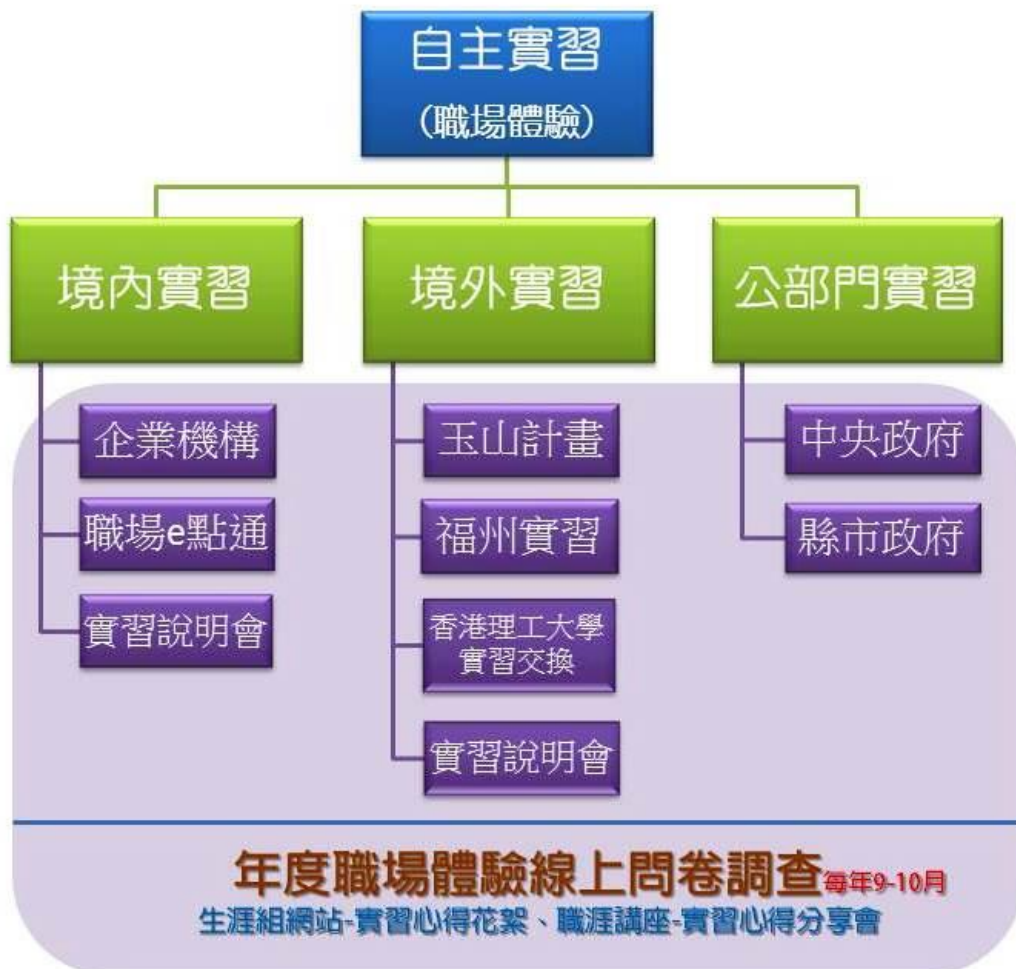 自主實習
(職場體驗)
境內實習
境外實習
公部門實習
企業機構
職場e點通
實習說明會
玉山計畫
福州實習
香港理工大學
實習交換
實習說明會
中央政府
縣市政府
年度職場體驗線上問卷調查每年9-10月
生涯組網站-實習心得花絮、職涯講座-實習心得分享會